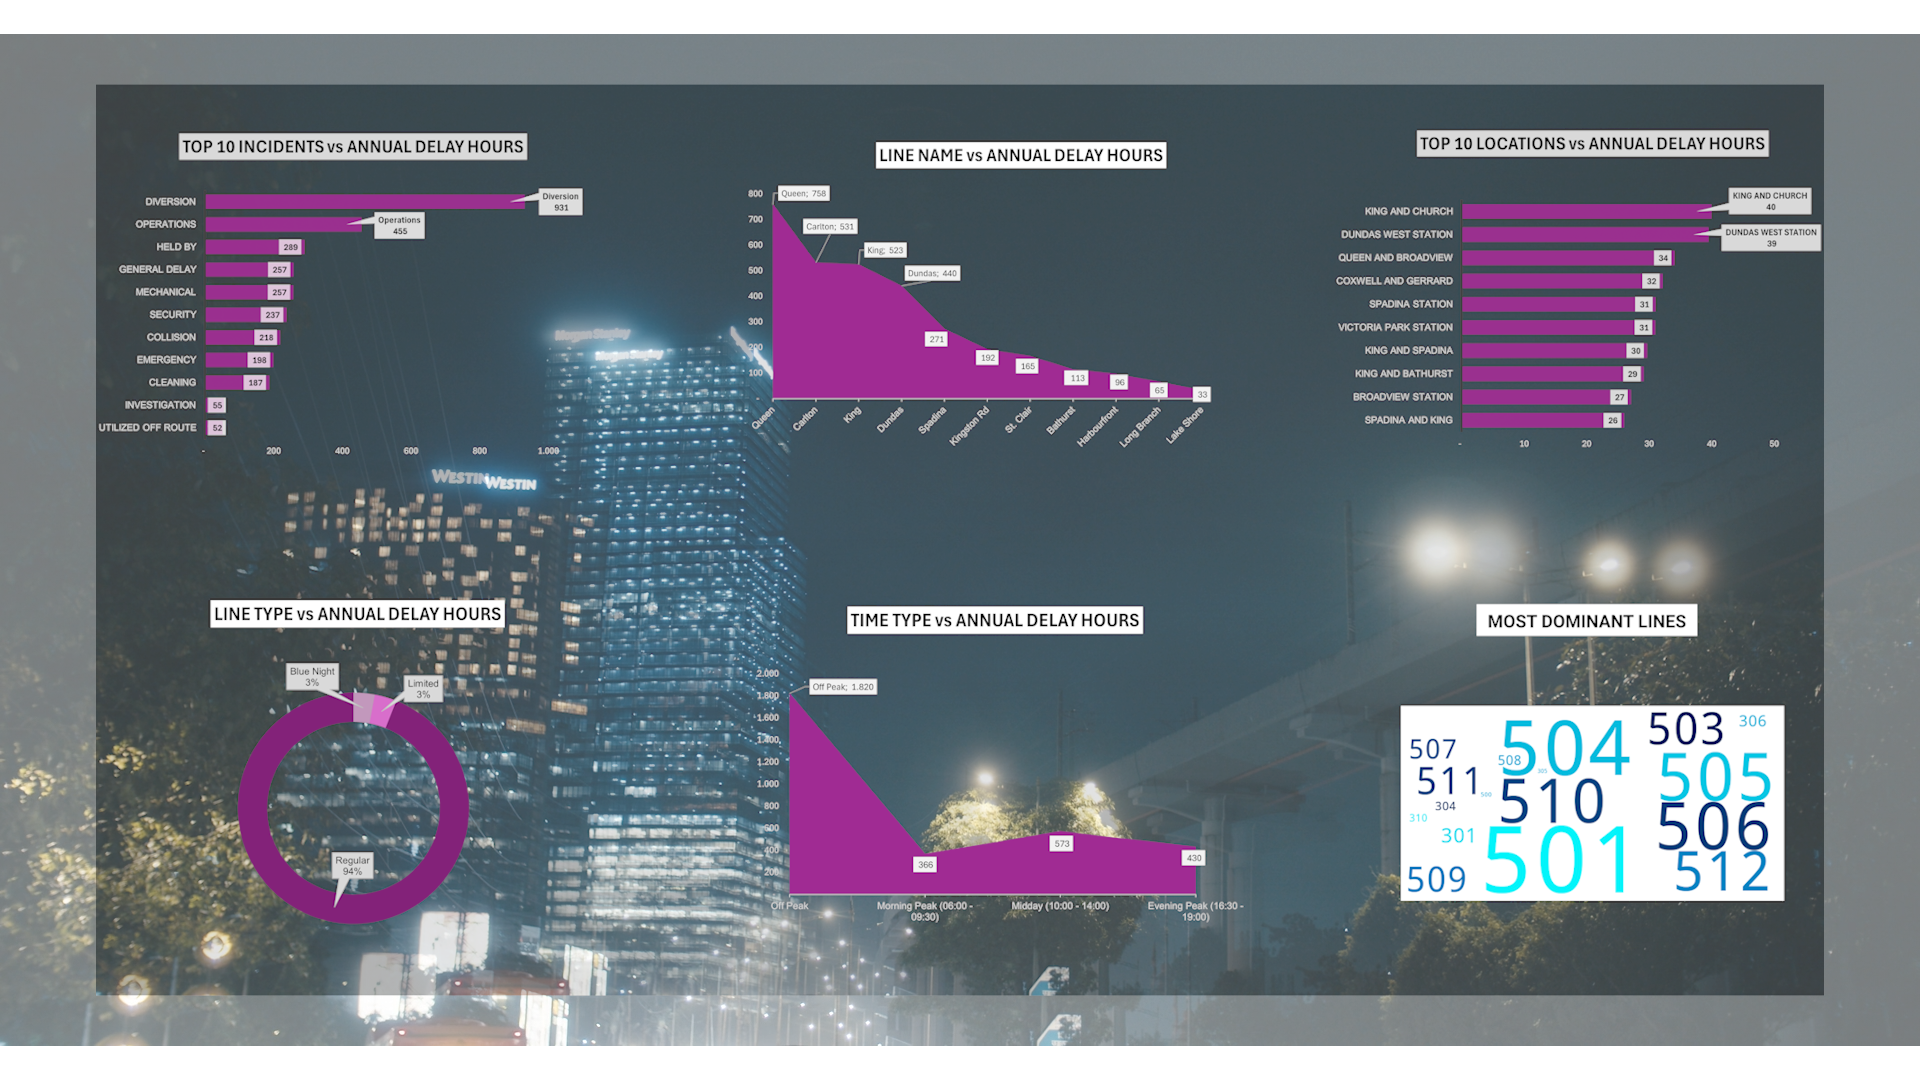 TOP 10 INCIDENTS vs ANNUAL DELAY HOURS
DIVERSION
Diversion
931
OPERATIONS
Operations
455
HELD BY
289
GENERAL DELAY
257
MECHANICAL
257
SECURITY
237
COLLISION
218
EMERGENCY
198
CLEANING
187
INVESTIGATION
55
UTILIZED OFF ROUTE
52
- 200 400 600 800 1.000
LINE NAME vs ANNUAL DELAY HOURS
800
700
600
500
400
300
200
100
-
Queen; 758
Carlton; 531
King; 523
Dundas; 440
271
192
165
113
96
65
33
Queen
Carlton
King
Dundas
Spadina
Kingston Rd
St. Clair
Bathurst
Harbourfront
Long Branch
Lake Shore
TOP 10 LOCATIONS vs ANNUAL DELAY HOURS
KING AND CHURCH
KING AND CHURCH
40
DUNDAS WEST STATION
DUNDAS WEST STATION
39
QUEEN AND BROADVIEW
34
COXWELL AND GERRARD
32
SPADINA STATION
31
VICTORIA PARK STATION
31
KING AND SPADINA
30
KING AND BATHURST
29
BROADVIEW STATION
27
SPADINA AND KING
26
- 10 20 30 40 50
Morgan Stanley
Morgan Stanley
WESTIN
WESTIN
LINE TYPE vs ANNUAL DELAY HOURS
Blue Night
3%
Limited
3%
Regular
94%
TIME TYPE vs ANNUAL DELAY HOURS
2.000
1.800
1.600
1.400
1.200
1.000
800
600
400
200
-
Off Peak; 1.820
366
573
430
Off Peak
Morning Peak (06:00 -
09:30)
Midday (10:00 - 14:00)
Evening Peak (16:30 -
19:00)
MOST DOMINANT LINES
507
508
504
503
306
511
505
304
510
310
301
506
509
501
512